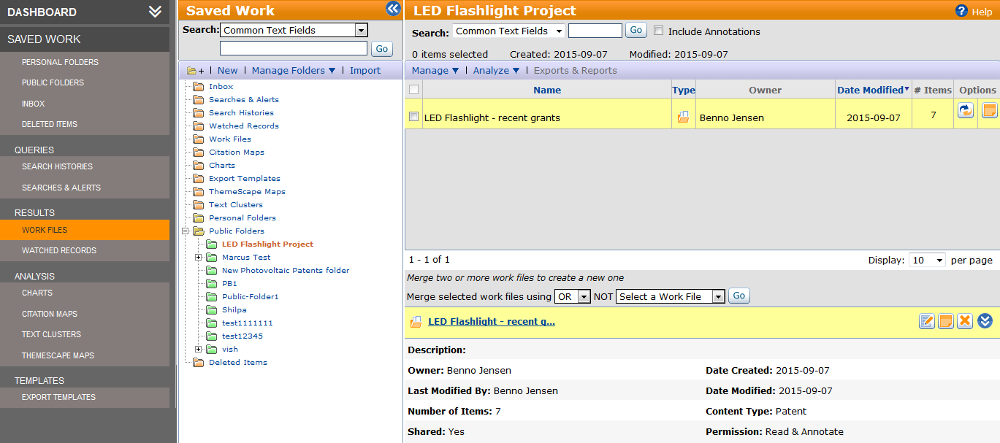 DASHBOARD
SAVED WORK
PERSONAL FOLDERS
PUBLIC FOLDERS
INBOX
DELETED ITEMS
QUERIES
SEARCH HISTORIES
SEARCHES & ALERTS
RESULTS
WORK FILES
WATCHED RECORDS
ANALYSIS
CHARTS
CITATION MAPS
TEXT CLUSTERS
THEMESCAPE MAPS
TEMPLATES
EXPORT TEMPLATES
Saved Work
Search: Common Text Fields
Go
+ | New | Manage Folders ▼ | Import
Inbox
Searches & Alerts
Search Histories
Watched Records
Work Files
Citation Maps
Charts
Export Templates
ThemeScape Maps
Text Clusters
Personal Folders
Public Folders
LED Flashlight Project
Marcus Test
New Photovoltaic Patents folder
PB1
Public-Folder1
Shilpa
test1111111
test12345
vish
Deleted Items
LED Flashlight Project ? Help
Search: Common Text Fields Go Include Annotations
0 items selected Created: 2015-09-07 Modified: 2015-09-07
Manage ▼ | Analyze ▼ | Exports & Reports
Name Type Owner Date Modified▼ # Items Options
LED Flashlight - recent grants Benno Jensen 2015-09-07 7
1 - 1 of 1 Display: 10 per page
Merge two or more work files to create a new one
Merge selected work files using OR NOT Select a Work File Go
LED Flashlight - recent g...
Description:
Owner: Benno Jensen Date Created: 2015-09-07
Last Modified By: Benno Jensen Date Modified: 2015-09-07
Number of Items: 7 Content Type: Patent
Shared: Yes Permission: Read & Annotate